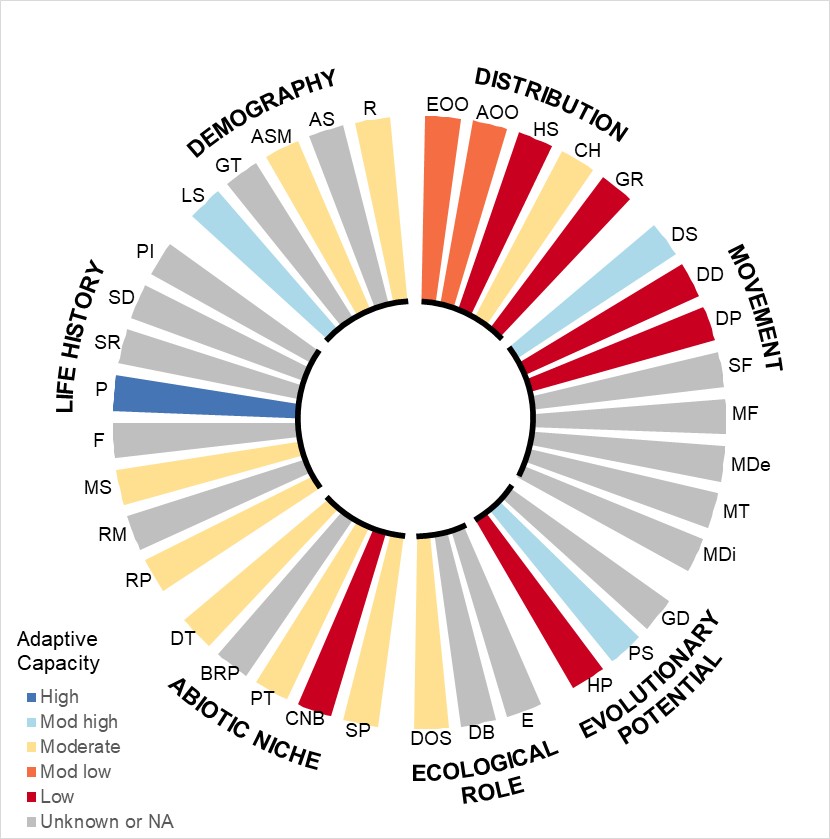 DISTRIBUTION
EOO
AOO
HS
CH
GR
MOVEMENT
DS
DD
DP
SF
MF
MDe
MT
MDi
EVOLUTIONARY
POTENTIAL
GD
PS
HP
ECOLOGICAL
ROLE
E
DB
DOS
ABIOTIC NICHE
SP
CNB
PT
BRP
DT
LIFE HISTORY
RP
RM
MS
F
P
SR
SD
PI
DEMOGRAPHY
LS
GT
ASM
AS
R
Adaptive
Capacity
High
Mod high
Moderate
Mod low
Low
Unknown or NA